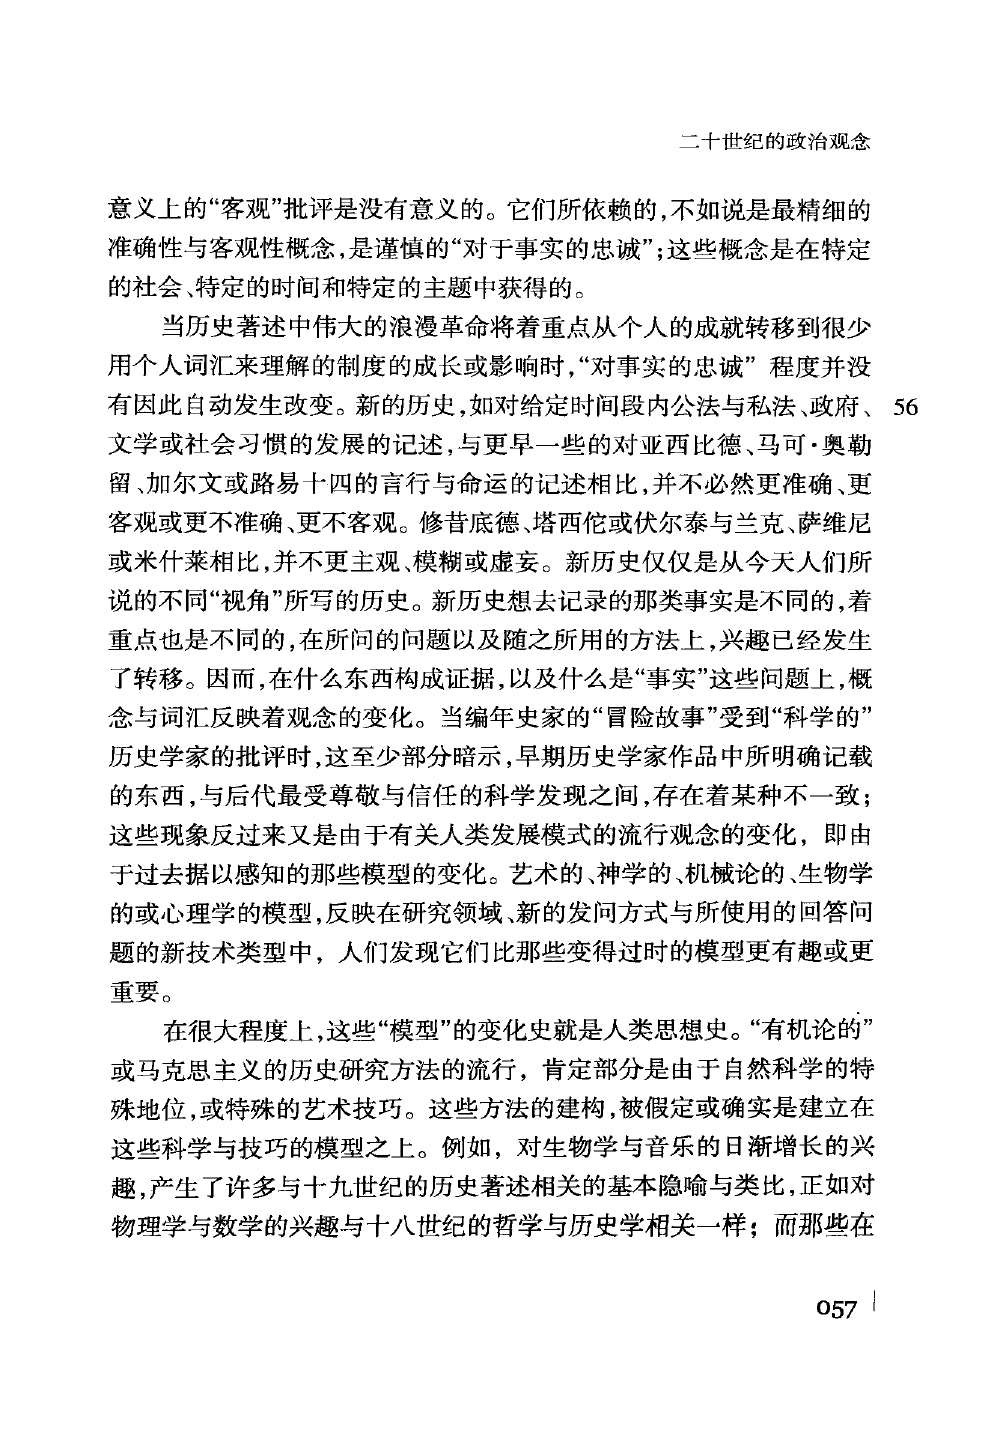 二十世纪的政治观念
意义上的“客观”批评是没有意义的。它们所依赖的,不如说是最精细的
准确性与客观性概念,是谨慎的“对于事实的忠诚”;这些概念是在特定
的社会、特定的时间和特定的主题中获得的。
当历史著述中伟大的浪漫革命将着重点从个人的成就转移到很少
用个人词汇来理解的制度的成长或影响时,“对事实的忠诚” 程度并没
有因此自动发生改变。新的历史,如对给定时间段内公法与私法、政府、 56
文学或社会习惯的发展的记述,与更早一些的对亚西比德、马可·奥勒
留、加尔文或路易十四的言行与命运的记述相比,并不必然更准确、更
客观或更不准确、更不客观。修昔底德、塔西佗或伏尔泰与兰克、萨维尼
或米什莱相比,并不更主观、模糊或虚妄。新历史仅仅是从今天人们所
说的不同“视角”所写的历史。新历史想去记录的那类事实是不同的,着
重点也是不同的,在所问的问题以及随之所用的方法上,兴趣已经发生
了转移。因而,在什么东西构成证据,以及什么是“事实”这些问题上,概
念与词汇反映着观念的变化。当编年史家的“冒险故事”受到“科学的”
历史学家的批评时,这至少部分暗示,早期历史学家作品中所明确记载
的东西,与后代最受尊敬与信任的科学发现之间,存在着某种不一致;
这些现象反过来又是由于有关人类发展模式的流行观念的变化, 即由
于过去据以感知的那些模型的变化。艺术的、神学的、机械论的、生物学
的或心理学的模型,反映在研究领域、新的发问方式与所使用的回答问
题的新技术类型中, 人们发现它们比那些变得过时的模型更有趣或更
重要。
在很大程度上,这些“模型”的变化史就是人类思想史。“有机论的”
或马克思主义的历史研究方法的流行, 肯定部分是由于自然科学的特
殊地位,或特殊的艺术技巧。这些方法的建构,被假定或确实是建立在
这些科学与技巧的模型之上。例如, 对生物学与音乐的日渐增长的兴
趣,产生了许多与十九世纪的历史著述相关的基本隐喻与类比,正如对
物理学与数学的兴趣与十八世纪的哲学与历史学相关一样; 而那些在
057